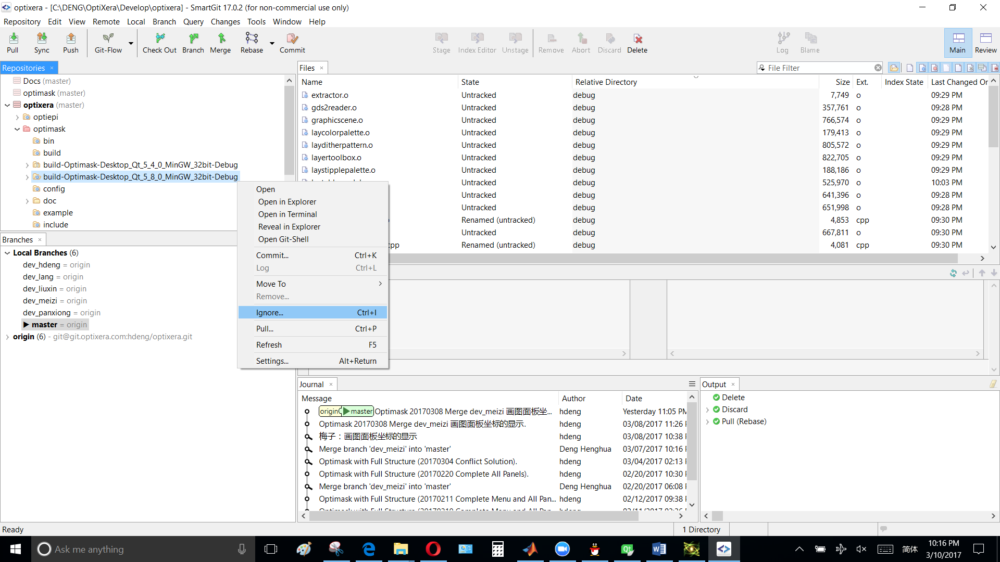 optixera - [C:\DENG\OptiXera\Develop\optixera] - SmartGit 17.0.2 (for non-commercial use only)
Repository Edit View Remote Local Branch Query Changes Tools Window Help
Pull Sync Push Git-Flow Check Out Branch Merge Rebase Commit Stage Index Editor Unstage Remove Abort Discard Delete Log Blame Main Review
Repositories
Docs (master)
optimask (master)
optixera (master)
optiepi
optimask
bin
build
build-Optimask-Desktop_Qt_5_4_0_MinGW_32bit-Debug
build-Optimask-Desktop_Qt_5_8_0_MinGW_32bit-Debug
config
doc
example
include
Branches
Local Branches (6)
dev_hdeng = origin
dev_lang = origin
dev_liuxin = origin
dev_meizi = origin
dev_panxiong = origin
master = origin
origin (6) - git@git.optixera.com:hdeng/optixera.git
Open
Open in Explorer
Open in Terminal
Reveal in Explorer
Open Git-Shell
Commit... Ctrl+K
Log Ctrl+L
Move To
Remove...
Ignore... Ctrl+I
Pull... Ctrl+P
Refresh F5
Settings... Alt+Return
Files
File Filter
Name State Relative Directory Size Ext. Index State Last Changed On
extractor.o Untracked debug 7,749 o 09:29 PM
gds2reader.o Untracked debug 357,761 o 09:28 PM
graphicscene.o Untracked debug 766,574 o 09:29 PM
laycolorpalette.o Untracked debug 179,413 o 09:29 PM
layditherpattern.o Untracked debug 805,572 o 09:29 PM
layertoolbox.o Untracked debug 822,705 o 09:29 PM
laystipplepalette.o Untracked debug 188,186 o 09:29 PM
Untracked debug 525,970 o 10:03 PM
Untracked debug 641,396 o 09:28 PM
Untracked debug 651,998 o 09:28 PM
Renamed (untracked) debug 4,853 cpp 09:30 PM
Untracked debug 667,811 o 09:30 PM
cpp Renamed (untracked) debug 4,081 cpp 09:30 PM
Journal
Message Author Date
origin master Optimask 20170308 Merge dev_meizi 画图面板坐... hdeng Yesterday 11:05 PM
Optimask 20170308 Merge dev_meizi 画图面板坐标的显示. hdeng 03/08/2017 11:26
梅子：画图面板坐标的显示 hdeng 03/08/2017 10:38
Merge branch 'dev_meizi' into 'master' Deng Henghua 03/07/2017 10:16
Optimask with Full Structure (20170304 Conflict Solution). hdeng 03/04/2017 02:13
Optimask with Full Structure (20170220 Complete All Panels). hdeng 02/20/2017 10:30
Merge branch 'dev_meizi' into 'master' Deng Henghua 02/20/2017 06:08
Optimask with Full Structure (20170211 Complete Menu and All Pan... hdeng 02/12/2017 09:38
Output
Delete
Discard
Pull (Rebase)
Ready
1 Directory
Ask me anything
简体
10:16 PM
3/10/2017